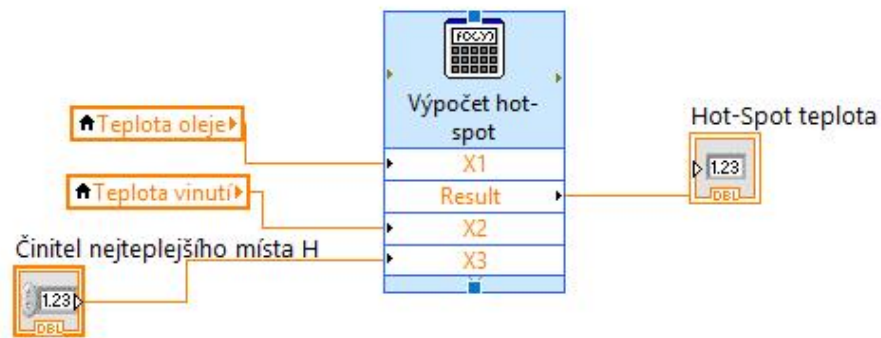 f(x,y)
Výpočet hot-
spot
Teplota oleje
X1
Teplota vinutí
Result
X2
X3
Hot-Spot teplota
1.23
DBL
Činitel nejteplejšího místa H
1.23
DBL